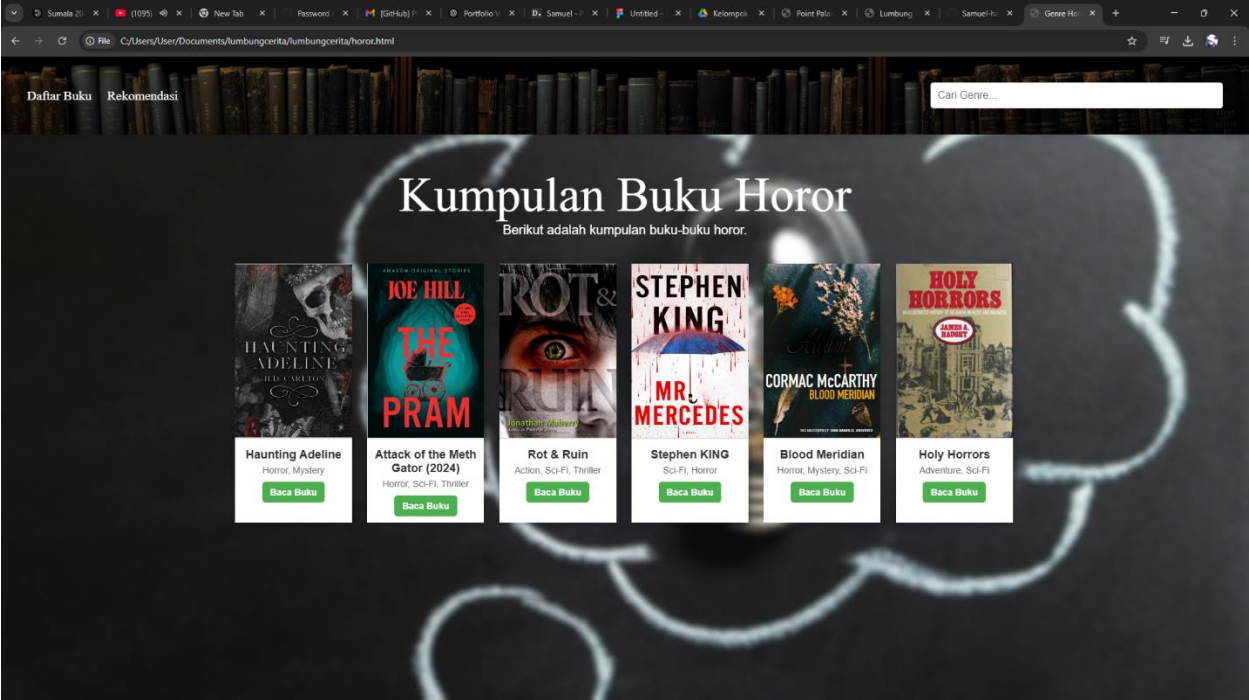 Sumala 20
(1095)
New Tab
Password
[GitHub] P
Portfolio V
D. Samuel - P
Untitled -
Kelompok
Point Pala
Lumbung
Samuel-ha
Genre Hor
File C:/Users/User/Documents/lumbungcerita/lumbungcerita/horor.html
Daftar Buku Rekomendasi
Cari Genre...
Kumpulan Buku Horor
Berikut adalah kumpulan buku-buku horor.
HAUNTING
ADELINE
H.D. CARLTON
AMAZON ORIGINAL STORIES
JOE HILL
THE
PRAM
ROT &
RUIN
Jonathan Maberry
STEPHEN
KING
MR.
MERCEDES
CORMAC McCARTHY
BLOOD MERIDIAN
HOLY
HORRORS
JAMES A.
HAUGHT
Haunting Adeline
Horror, Mystery
Baca Buku
Attack of the Meth
Gator (2024)
Horror, Sci-Fi, Thriller
Baca Buku
Rot & Ruin
Action, Sci-Fi, Thriller
Baca Buku
Stephen KING
Sci-Fi, Horror
Baca Buku
Blood Meridian
Horror, Mystery, Sci-Fi
Baca Buku
Holy Horrors
Adventure, Sci-Fi
Baca Buku